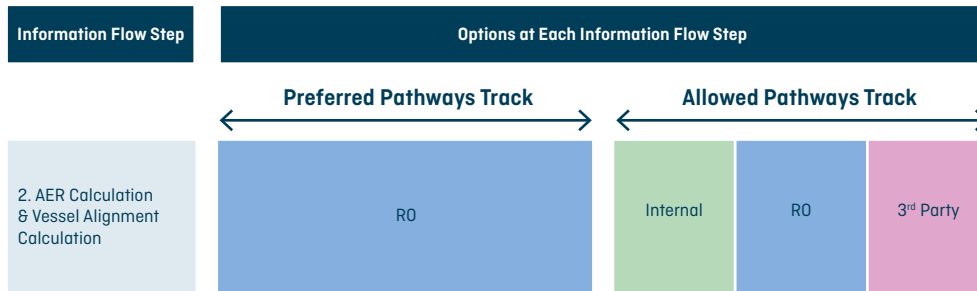 Information Flow Step
Options at Each Information Flow Step
Preferred Pathways Track
Allowed Pathways Track
2. AER Calculation
& Vessel Alignment
Calculation
RO
Internal
RO
3rd Party